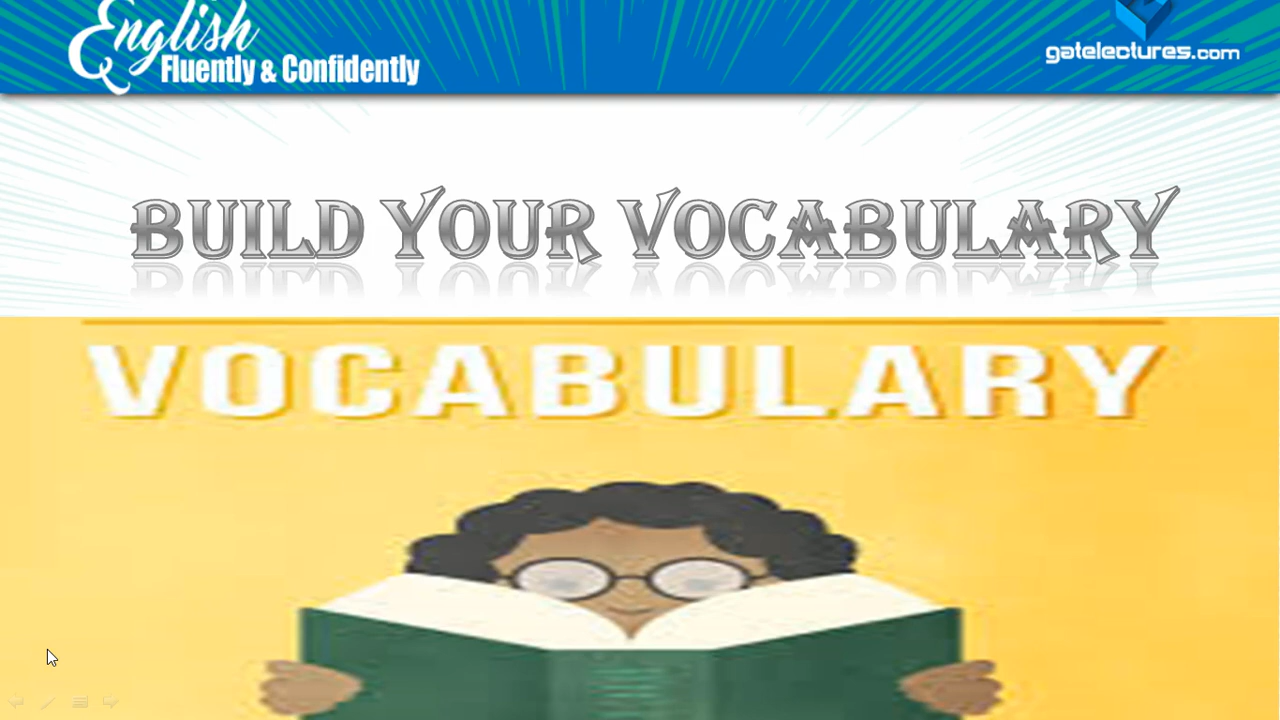 English
Fluently & Confidently
gatelectures.com
BUILD YOUR VOCABULARY
VOCABULARY